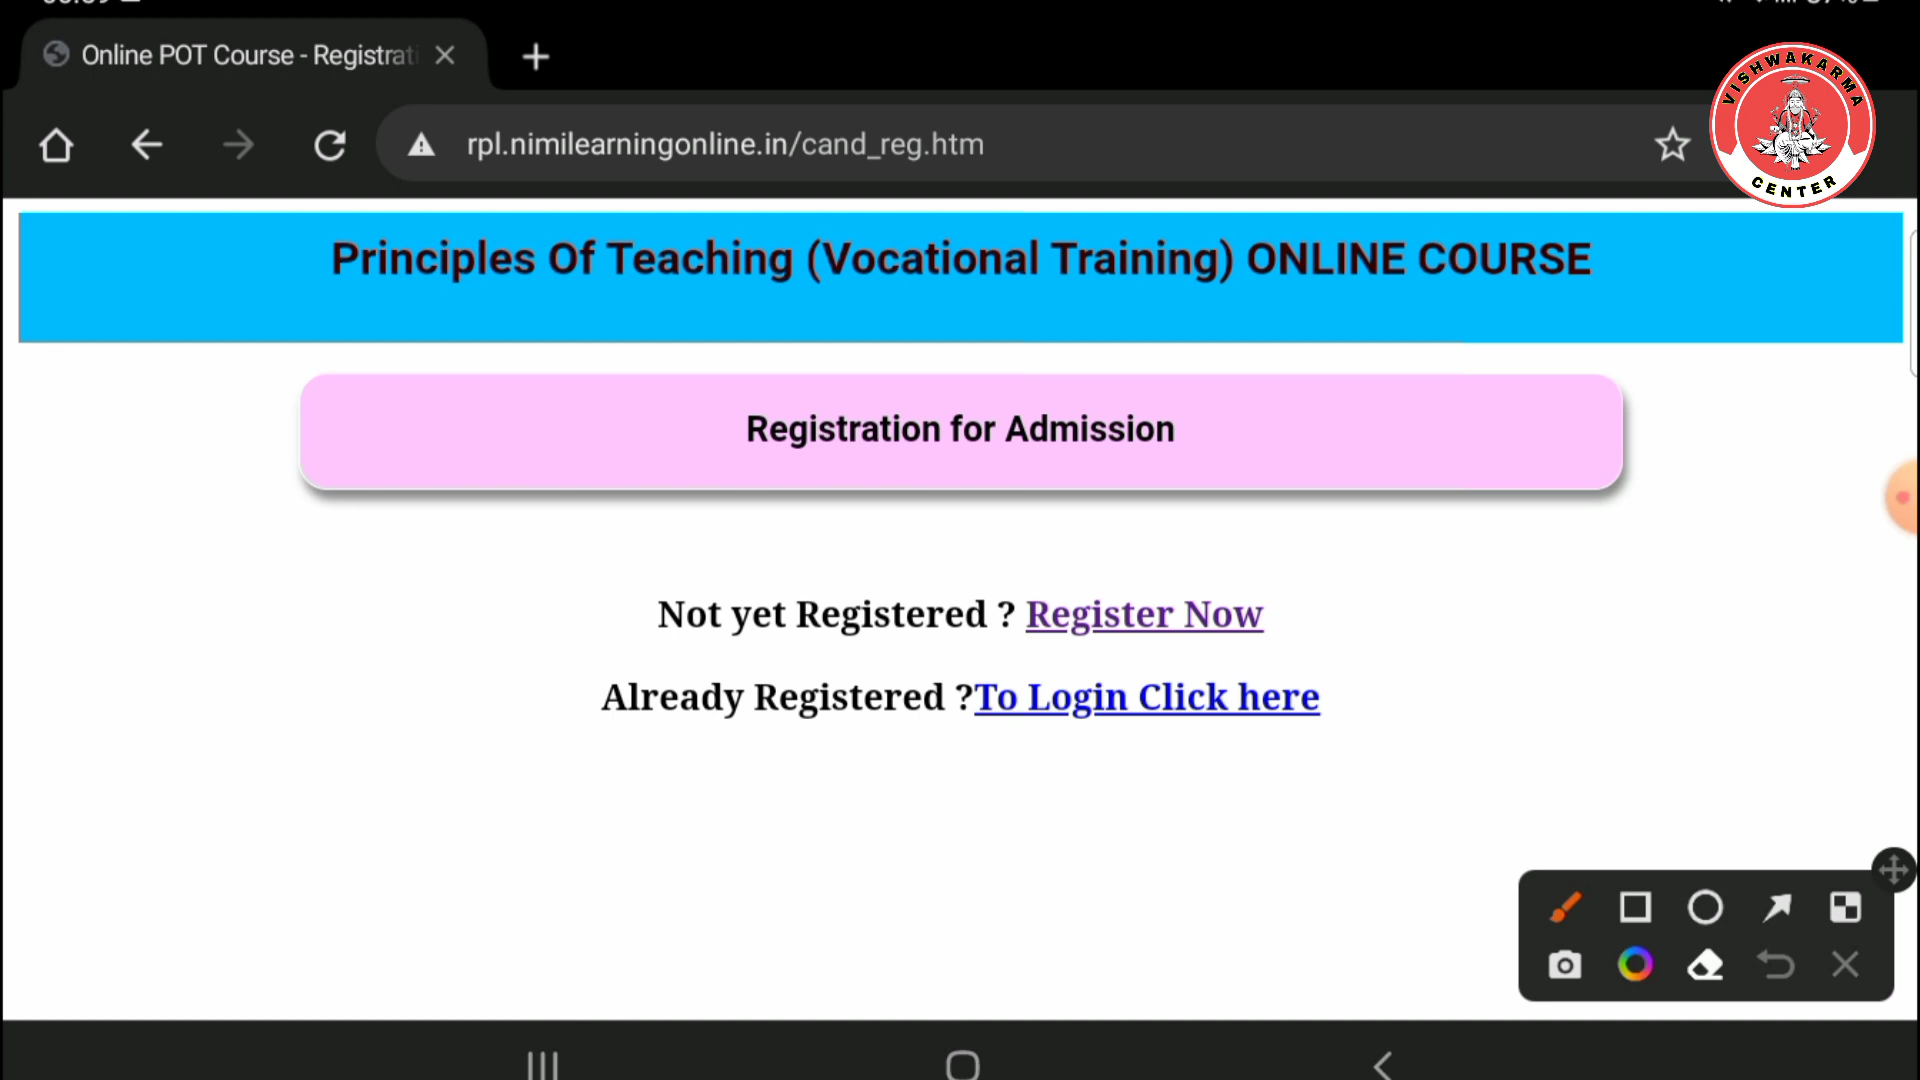 Online POT Course - Registrati
rpl.nimilearningonline.in/cand_reg.htm
VISHWAKARMA
CENTER
Principles Of Teaching (Vocational Training) ONLINE COURSE
Registration for Admission
Not yet Registered ? Register Now
Already Registered ?To Login Click here